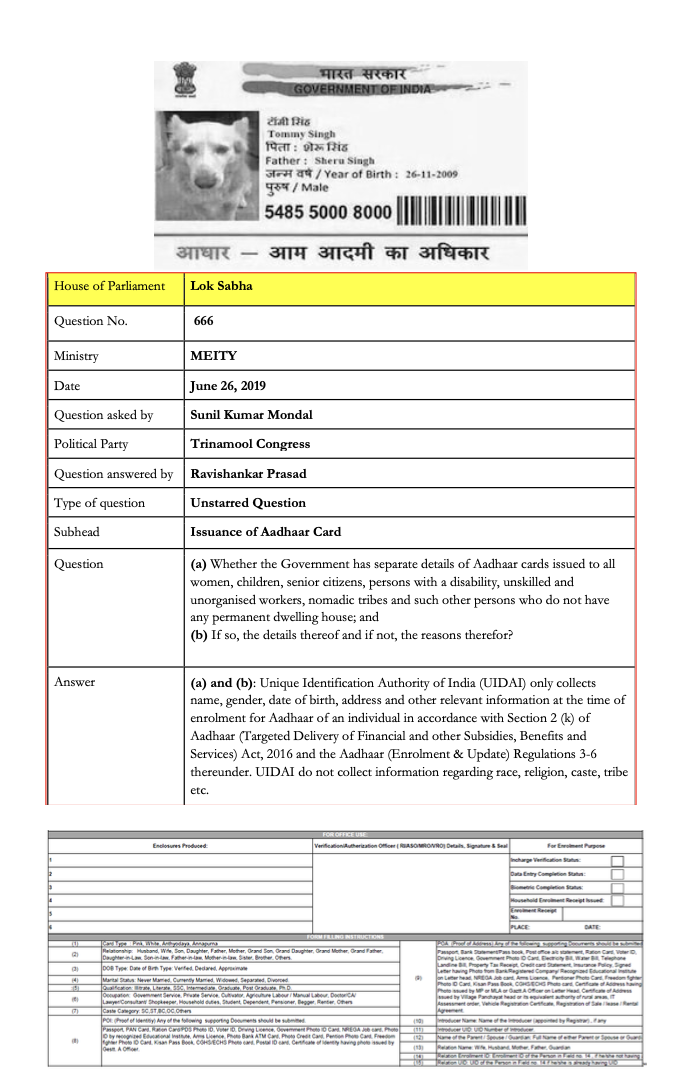 भारत सरकार
GOVERNMENT OF INDIA
टॉमी सिंह
Tommy Singh
पिता : शेरू सिंह
Father : Sheru Singh
जन्म वर्ष / Year of Birth : 26-11-2009
पुरुष / Male
5485 5000 8000
आधार – आम आदमी का अधिकार
House of Parliament Lok Sabha
Question No. 666
Ministry MEITY
Date June 26, 2019
Question asked by Sunil Kumar Mondal
Political Party Trinamool Congress
Question answered by Ravishankar Prasad
Type of question Unstarred Question
Subhead Issuance of Aadhaar Card
Question (a) Whether the Government has separate details of Aadhaar cards issued to all
women, children, senior citizens, persons with a disability, unskilled and
unorganised workers, nomadic tribes and such other persons who do not have
any permanent dwelling house; and
(b) If so, the details thereof and if not, the reasons therefor?
Answer (a) and (b): Unique Identification Authority of India (UIDAI) only collects
name, gender, date of birth, address and other relevant information at the time of
enrolment for Aadhaar of an individual in accordance with Section 2 (k) of
Aadhaar (Targeted Delivery of Financial and other Subsidies, Benefits and
Services) Act, 2016 and the Aadhaar (Enrolment & Update) Regulations 3-6
thereunder. UIDAI do not collect information regarding race, religion, caste, tribe
etc.
FOR OFFICE USE:
Enclosures Produced: Verification/Authorization Officer ( RI/ASO/MRO/VRO) Details, Signature & Seal For Enrolment Purpose
1 Incharge Verification Status:
2 Data Entry Completion Status:
3 Biometric Completion Status:
4 Household Enrolment Receipt Issued:
5 Enrolment Receipt
No.
6 PLACE: DATE:
FORM FILLING INSTRUCTIONS
(1) Card Type : Pink, White, Anthyodaya, Annapurna
(2) Relationship: Husband, Wife, Son, Daughter, Father, Mother, Grand Son, Grand Daughter, Grand Mother, Grand Father,
Daughter-in-Law, Son-in-law, Father-in-law, Mother-in-law, Sister, Brother, Others.
(3) DOB Type: Date of Birth Type: Verified, Declared, Approximate
(4) Marital Status: Never Married, Currently Married, Widowed, Separated, Divorced.
(5) Qualification: Illiterate, Literate, SSC, Intermediate, Graduate, Post Graduate, Ph.D.
(6) Occupation: Government Service, Private Service, Cultivator, Agriculture Labour / Manual Labour, Doctor/CA/
Lawyer/Consultant/ Shopkeeper, Household duties, Student, Dependent, Pensioner, Begger, Rentier, Others
(7) Caste Category: SC,ST,BC,OC,Others
(8) POI: (Proof of Identity) Any of the following supporting Documents should be submitted.
Passport, PAN Card, Ration Card/PDS Photo ID, Voter ID, Driving Licence, Government Photo ID Card, NREGA Job card, Photo
ID by recognized Educational Institute, Arms Licence, Photo Bank ATM Card, Photo Credit Card, Pention Photo Card, Freedom
fighter Photo ID Card, Kisan Pass Book, CGHS/ECHS Photo card, Postal ID card, Certificate of Identity having photo issued by
Gestt. A Officer.
(9) POA: (Proof of Address) Any of the following supporting Documents should be submitted
Passport, Bank Statement/Pass book, Post office a/c statement, Ration Card, Voter ID,
Driving Licence, Government Photo ID Card, Electricity Bill, Water Bill, Telephone
Landline Bill, Property Tax Receipt, Credit card Statement, Insurance Policy, Signed
Letter having Photo from Bank/Registered Company/ Recognized Educational Institute
on Letter head, NREGA Job card, Arms Licence, Pentioner Photo Card, Freedom fighter
Photo ID Card, Kisan Pass Book, CGHS/ECHS Photo card, Certificate of Address having
Photo issued by MP or MLA or Gaztt.A Officer on Letter Head, Certificate of Address
issued by Village Panchayat head or its equivalent authority of rural areas, IT
Assessment order, Vehicle Registration Certificate, Registration of Sale / lease / Rental
Agreement.
(10) Introducer Name: Name of the Introducer (appointed by Registrar) , if any
(11) Introducer UID: UID Number of Introducer.
(12) Name of the Parent / Spouse / Guardian: Full Name of either Parent or Spouse or Guard
(13) Relation Name: Wife, Husband, Mother, Father, Guardian
(14) Relation Enrollment ID: Enrollment ID of the Person in Field no. 14 , if he/she not having
(15) Relation UID: UID of the Person in Field no. 14 if he/she is already having UID